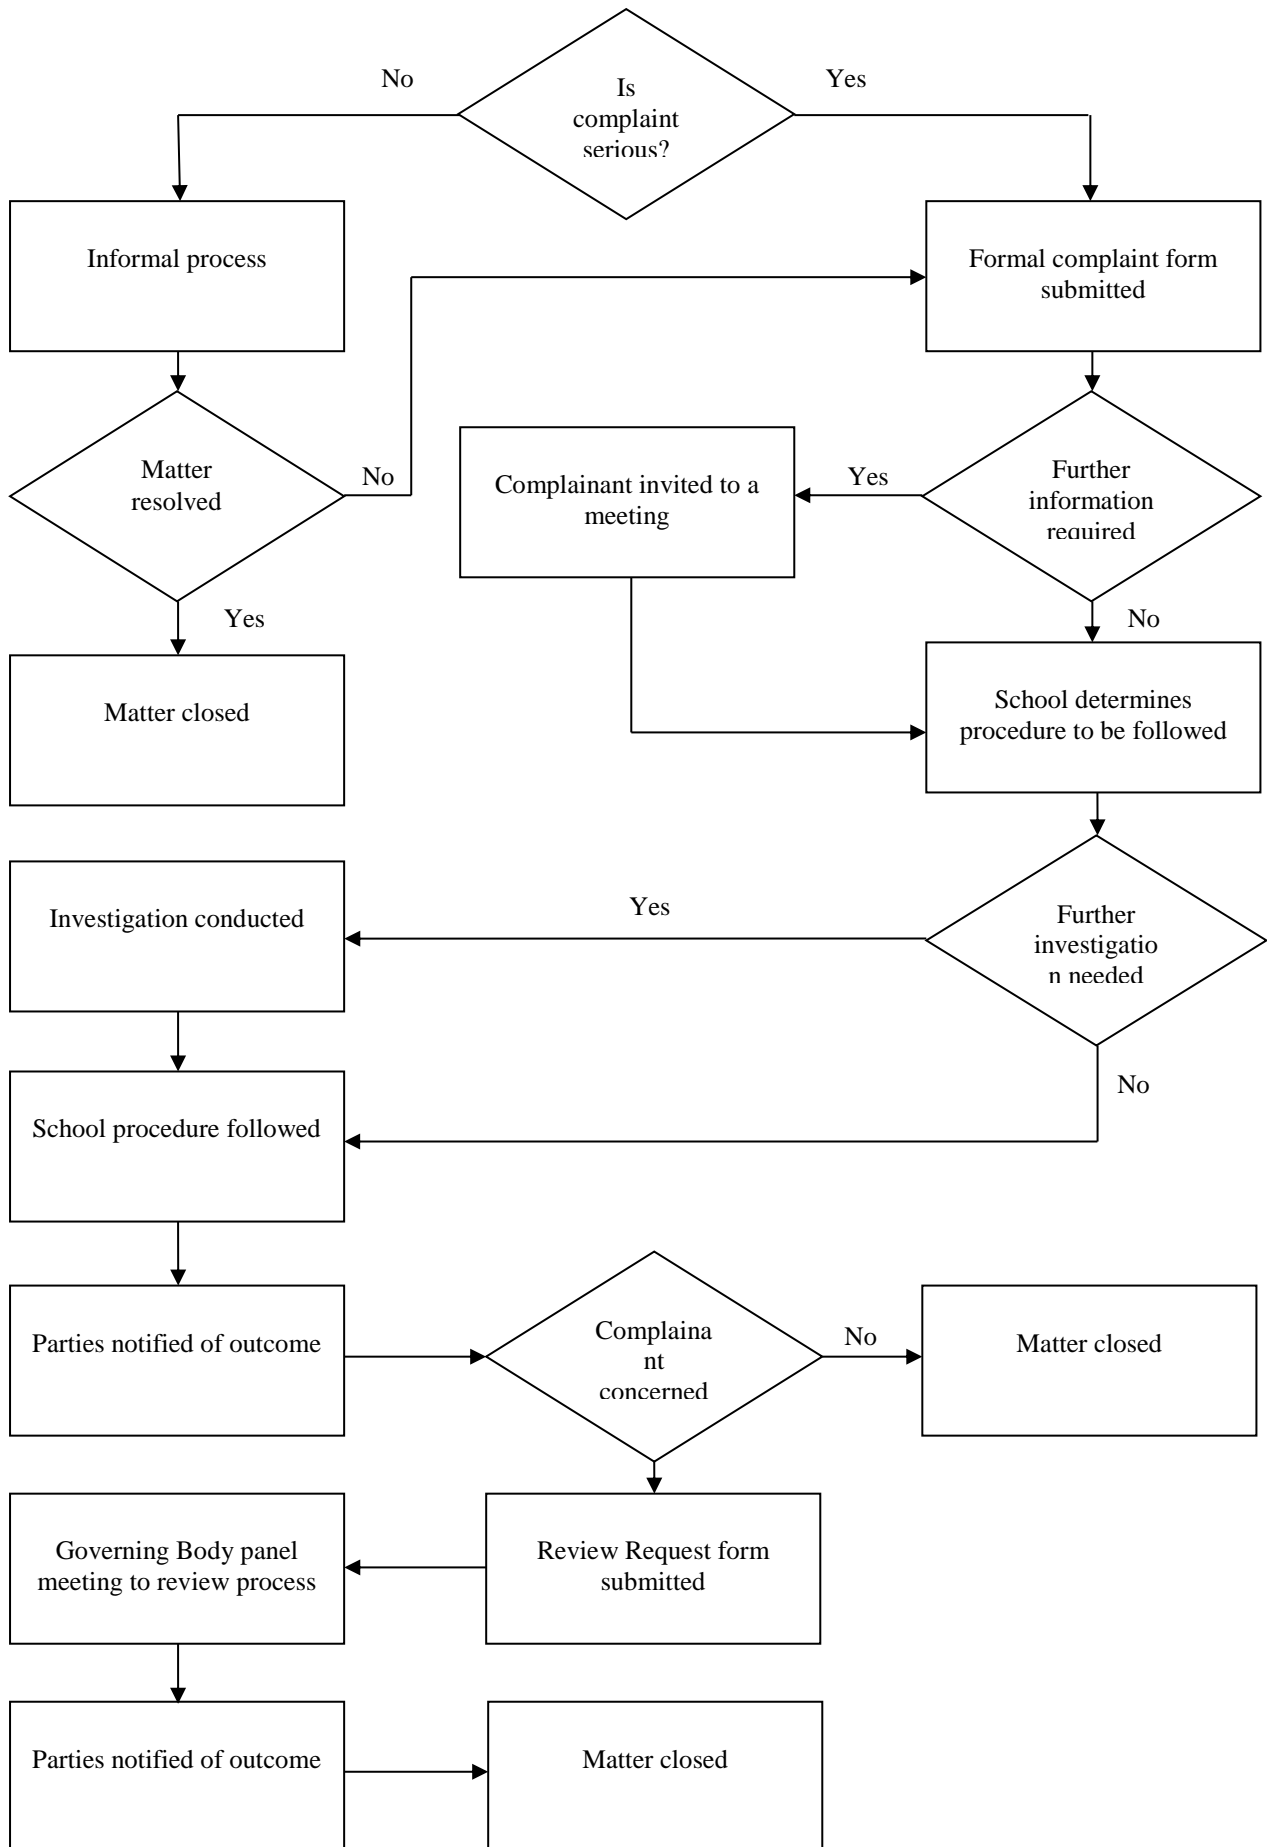 No
Yes
Is
complaint
serious?
Informal process
Formal complaint form
submitted
Matter
resolved
No
Complainant invited to a
meeting
Yes
Further
information
required
Yes
No
Matter closed
School determines
procedure to be followed
Investigation conducted
Yes
Further
investigatio
n needed
No
School procedure followed
Parties notified of outcome
Complaina
nt
concerned
No
Matter closed
Governing Body panel
meeting to review process
Review Request form
submitted
Parties notified of outcome
Matter closed